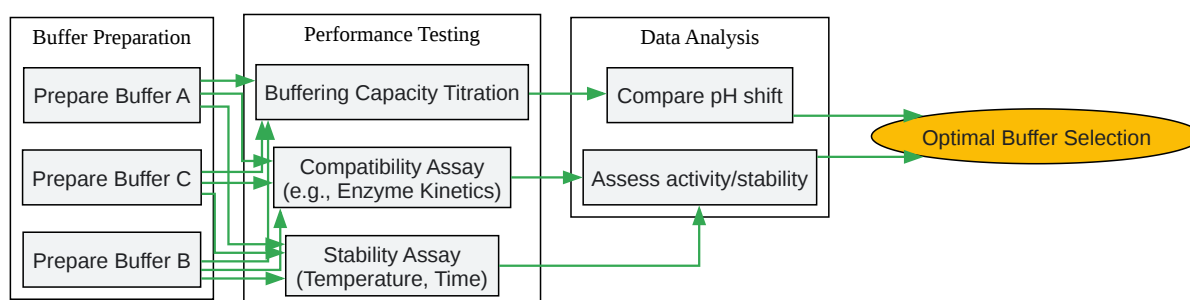 Buffer Preparation
Prepare Buffer A
Prepare Buffer C
Prepare Buffer B
Performance Testing
Buffering Capacity Titration
Compatibility Assay
(e.g., Enzyme Kinetics)
Stability Assay
(Temperature, Time)
Data Analysis
Compare pH shift
Assess activity/stability
Optimal Buffer Selection